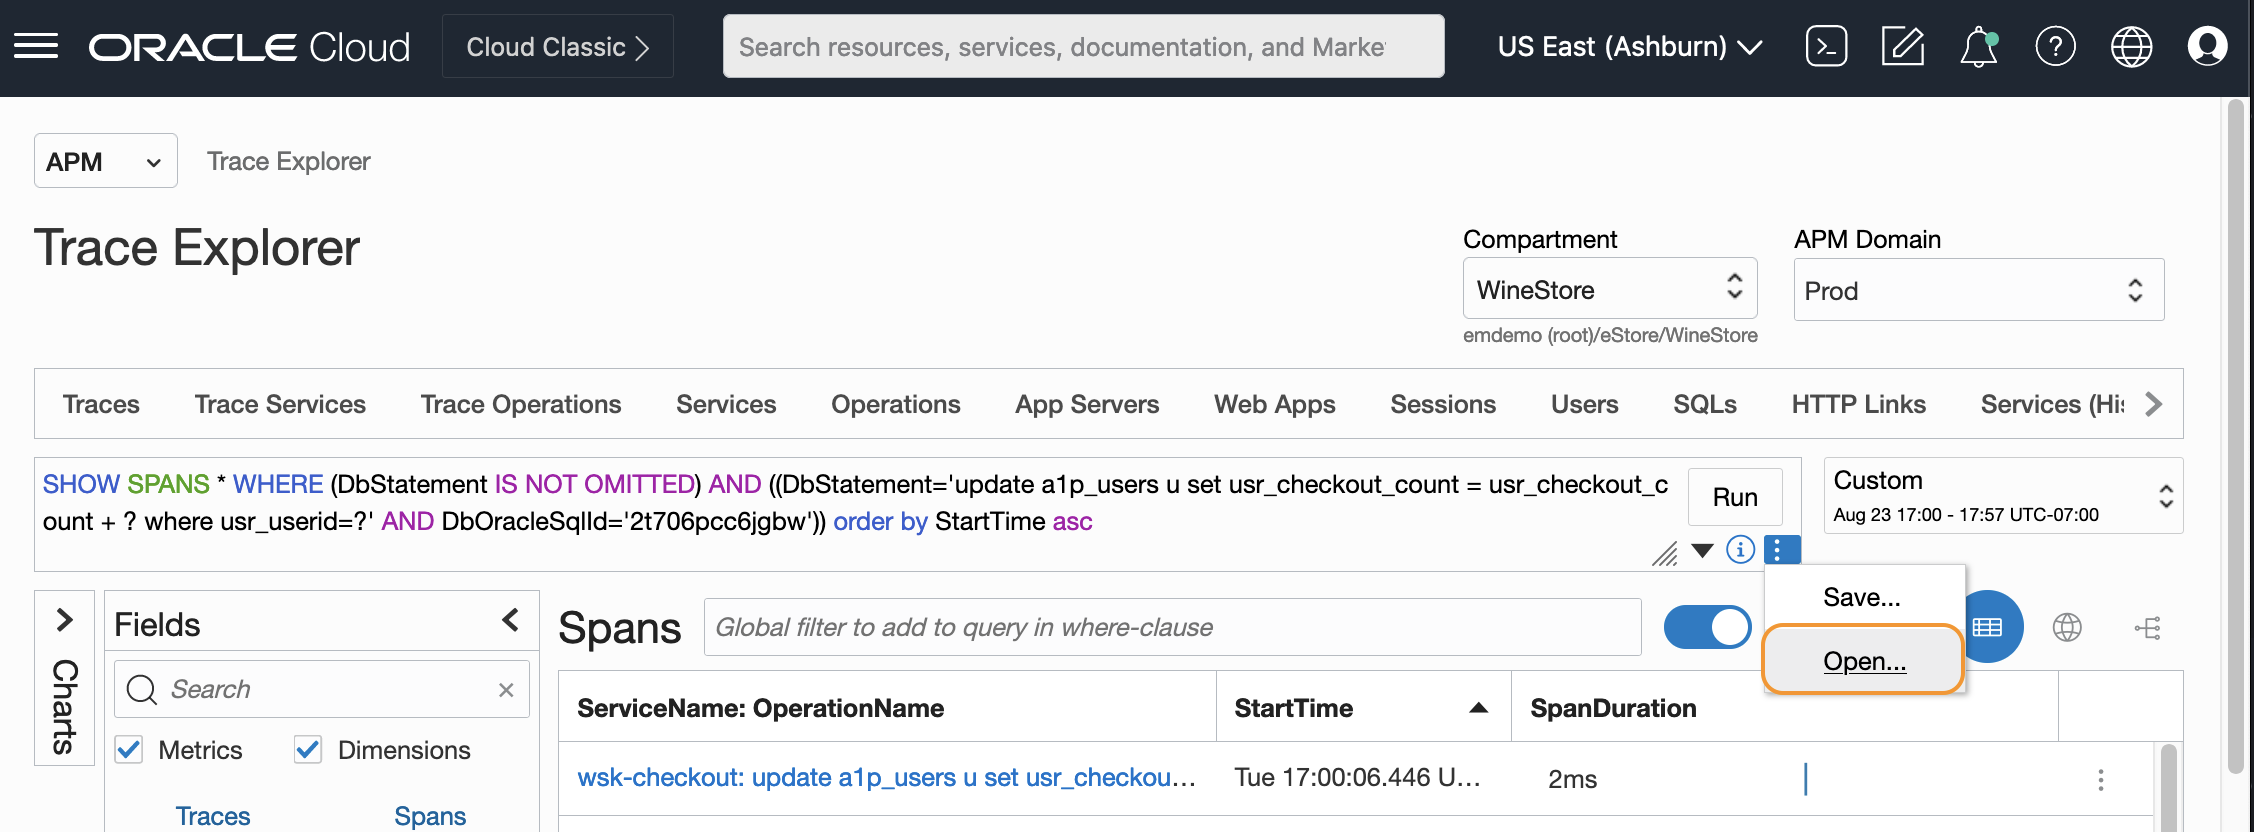 ORACLE Cloud
Cloud Classic
Search resources, services, documentation, and Marke
US East (Ashburn)
APM
Trace Explorer
Trace Explorer
Compartment
APM Domain
WineStore
Prod
emdemo (root)/eStore/WineStore
Traces Trace Services Trace Operations Services Operations App Servers Web Apps Sessions Users SQLs HTTP Links Services (His
SHOW SPANS * WHERE (DbStatement IS NOT OMITTED) AND ((DbStatement='update a1p_users u set usr_checkout_count = usr_checkout_c
ount + ? where usr_userid=?' AND DbOracleSqlId='2t706pcc6jgbw')) order by StartTime asc
Run
Custom
Aug 23 17:00 - 17:57 UTC-07:00
Save...
Open...
Charts
Fields
Search
Metrics
Dimensions
Traces
Spans
Spans
Global filter to add to query in where-clause
ServiceName: OperationName StartTime SpanDuration
wsk-checkout: update a1p_users u set usr_checkou... Tue 17:00:06.446 U... 2ms